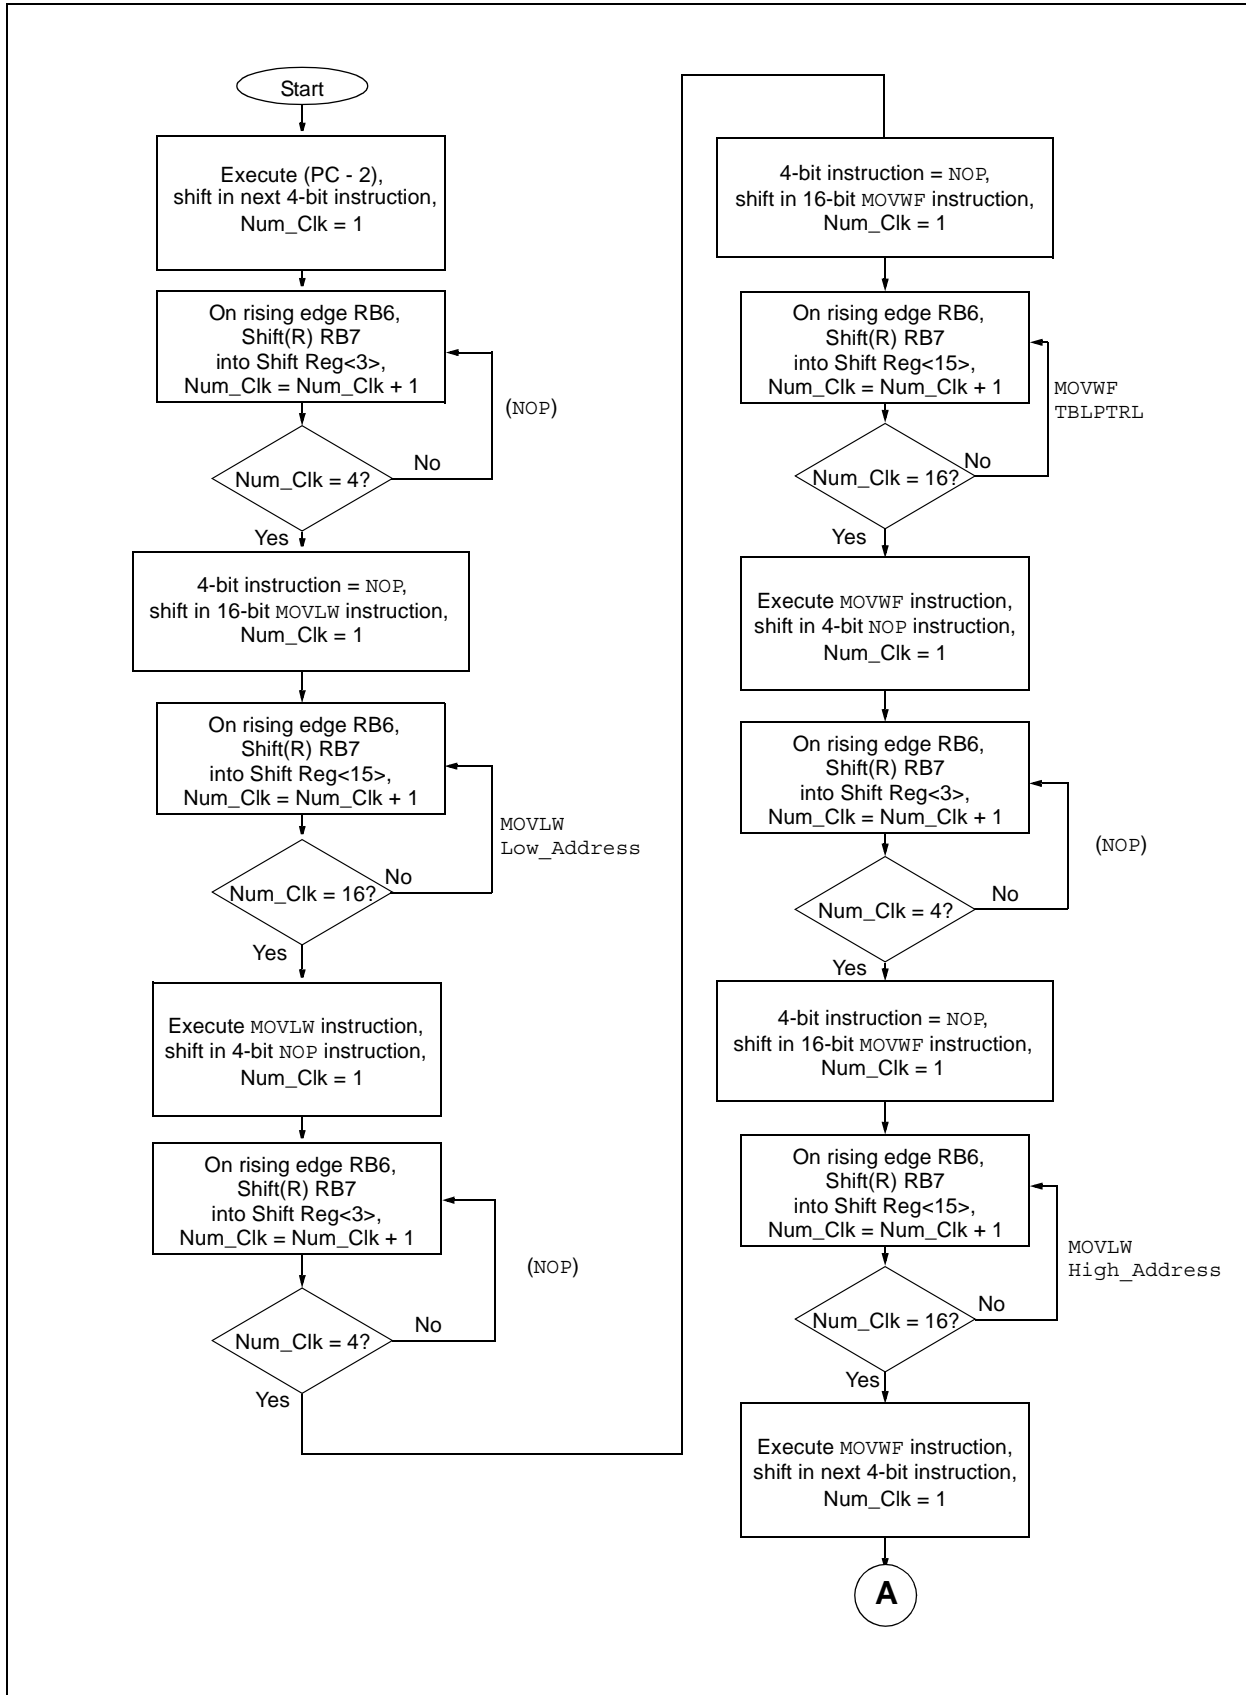 Start
Execute (PC - 2),
shift in next 4-bit instruction,
Num_Clk = 1
On rising edge RB6,
Shift(R) RB7
into Shift Reg<3>,
Num_Clk = Num_Clk + 1
(NOP)
Num_Clk = 4?
No
Yes
4-bit instruction = NOP,
shift in 16-bit MOVLW instruction,
Num_Clk = 1
On rising edge RB6,
Shift(R) RB7
into Shift Reg<15>,
Num_Clk = Num_Clk + 1
MOVLW
Low_Address
Num_Clk = 16?
No
Yes
Execute MOVLW instruction,
shift in 4-bit NOP instruction,
Num_Clk = 1
On rising edge RB6,
Shift(R) RB7
into Shift Reg<3>,
Num_Clk = Num_Clk + 1
(NOP)
Num_Clk = 4?
No
Yes
4-bit instruction = NOP,
shift in 16-bit MOVWF instruction,
Num_Clk = 1
On rising edge RB6,
Shift(R) RB7
into Shift Reg<15>,
Num_Clk = Num_Clk + 1
MOVWF
TBLPTRL
Num_Clk = 16?
No
Yes
Execute MOVWF instruction,
shift in 4-bit NOP instruction,
Num_Clk = 1
On rising edge RB6,
Shift(R) RB7
into Shift Reg<3>,
Num_Clk = Num_Clk + 1
(NOP)
Num_Clk = 4?
No
Yes
4-bit instruction = NOP,
shift in 16-bit MOVWF instruction,
Num_Clk = 1
On rising edge RB6,
Shift(R) RB7
into Shift Reg<15>,
Num_Clk = Num_Clk + 1
MOVLW
High_Address
Num_Clk = 16?
No
Yes
Execute MOVWF instruction,
shift in next 4-bit instruction,
Num_Clk = 1
A